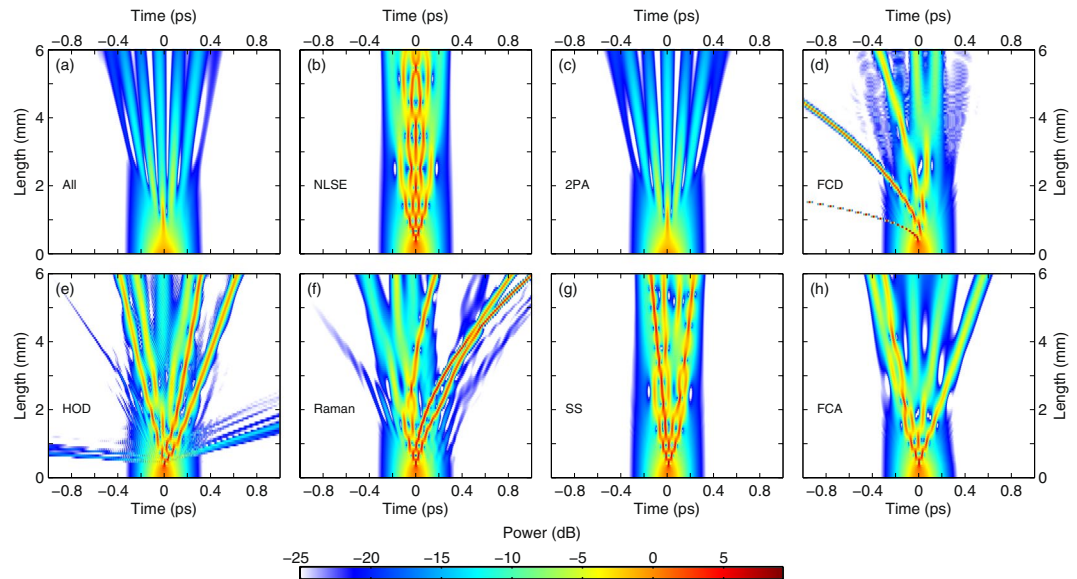 Time (ps) Time (ps) Time (ps) Time (ps)
−0.8 −0.4 0 0.4 0.8 −0.8 −0.4 0 0.4 0.8 −0.8 −0.4 0 0.4 0.8 −0.8 −0.4 0 0.4 0.8
6 (a) (b) (c) (d) 6
4 4
Length (mm) Length (mm)
2 All NLSE 2PA FCD 2
0 0
6 (e) (f) (g) (h) 6
4 4
Length (mm) Length (mm)
2 HOD Raman SS FCA 2
0 0
−0.8 −0.4 0 0.4 0.8 −0.8 −0.4 0 0.4 0.8 −0.8 −0.4 0 0.4 0.8 −0.8 −0.4 0 0.4 0.8
Time (ps) Time (ps) Time (ps) Time (ps)
Power (dB)
−25 −20 −15 −10 −5 0 5